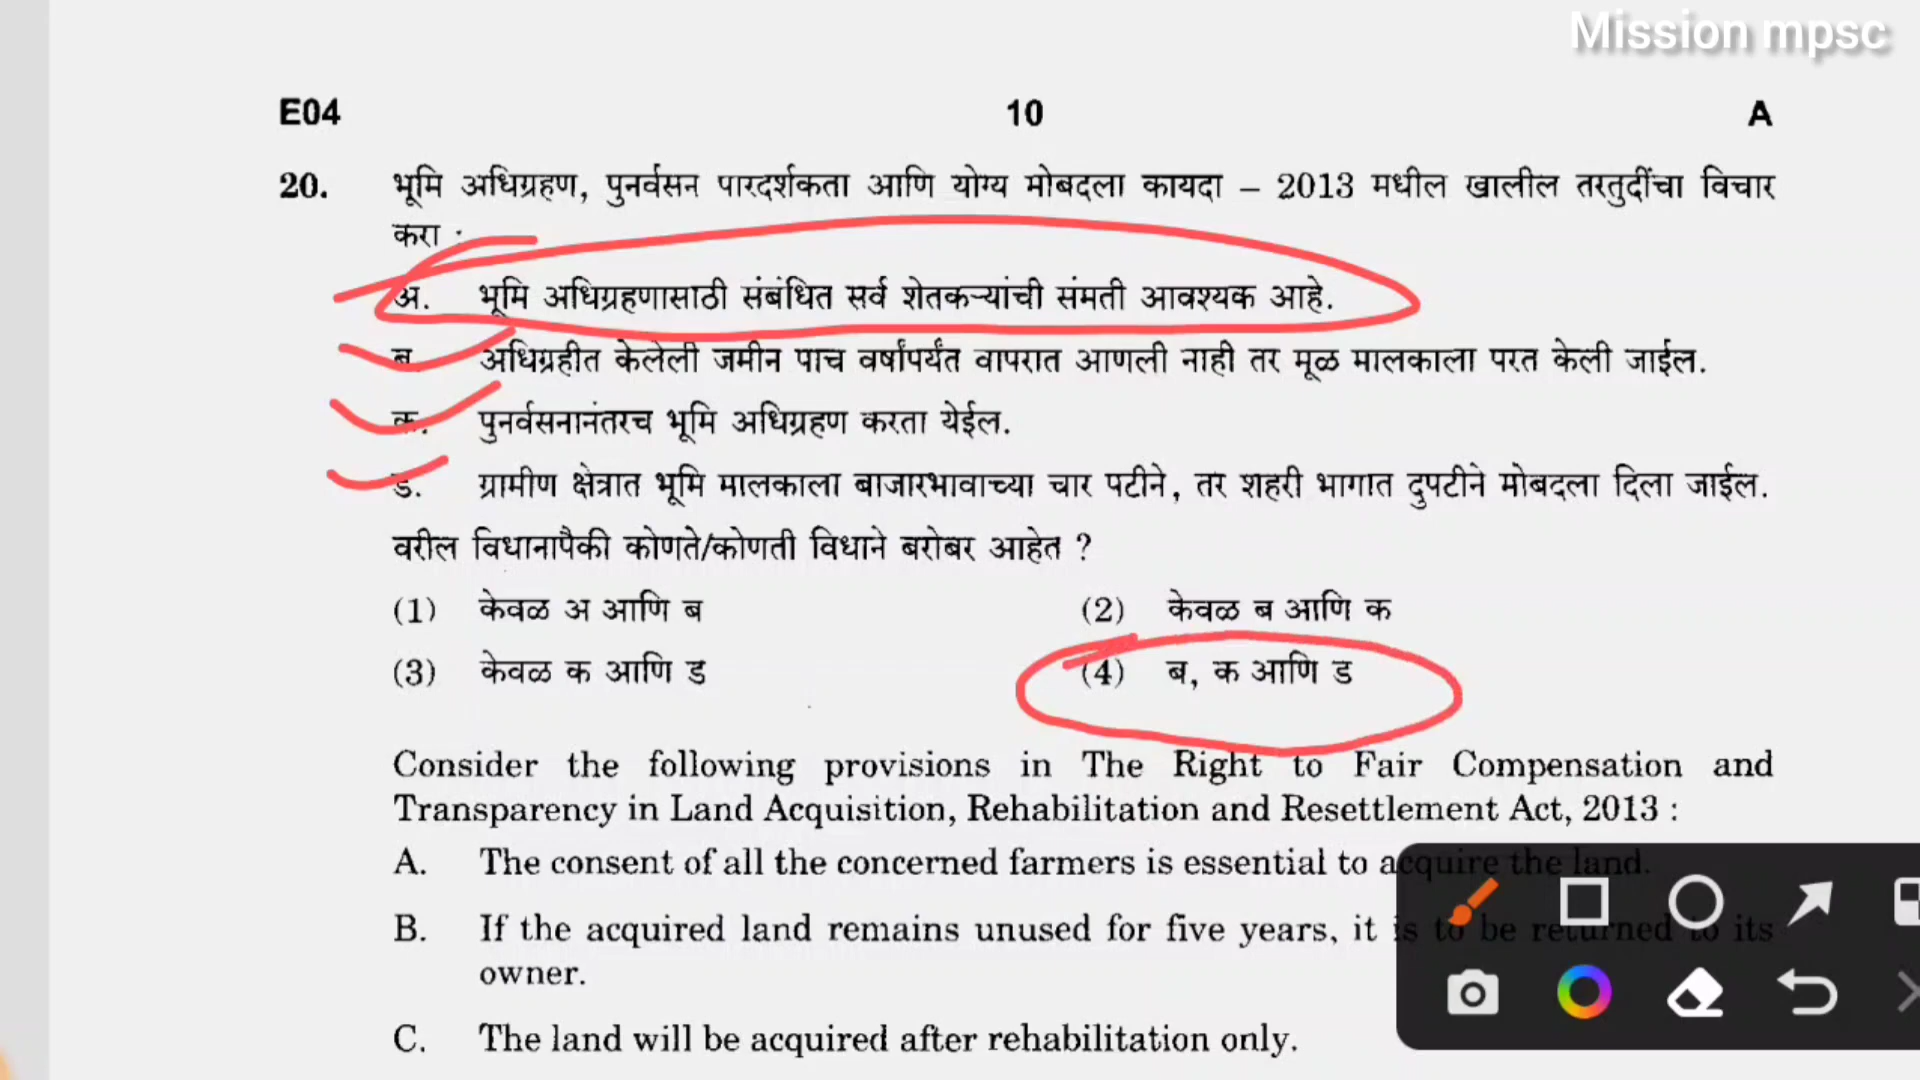 Mission mpsc
E04 10 A
20. भूमि अधिग्रहण, पुनर्वसन पारदर्शकता आणि योग्य मोबदला कायदा – 2013 मधील खालील तरतुदींचा विचार
करा :
अ. भूमि अधिग्रहणासाठी संबंधित सर्व शेतकऱ्यांची संमती आवश्यक आहे.
ब. अधिग्रहीत केलेली जमीन पाच वर्षांपर्यंत वापरात आणली नाही तर मूळ मालकाला परत केली जाईल.
क. पुनर्वसनानंतरच भूमि अधिग्रहण करता येईल.
ड. ग्रामीण क्षेत्रात भूमि मालकाला बाजारभावाच्या चार पटीने, तर शहरी भागात दुपटीने मोबदला दिला जाईल.
वरील विधानापैकी कोणते/कोणती विधाने बरोबर आहेत ?
(1) केवळ अ आणि ब (2) केवळ ब आणि क
(3) केवळ क आणि ड (4) ब, क आणि ड
Consider the following provisions in The Right to Fair Compensation and
Transparency in Land Acquisition, Rehabilitation and Resettlement Act, 2013 :
A. The consent of all the concerned farmers is essential to acquire the land.
B. If the acquired land remains unused for five years, it is to be returned to its
owner.
C. The land will be acquired after rehabilitation only.